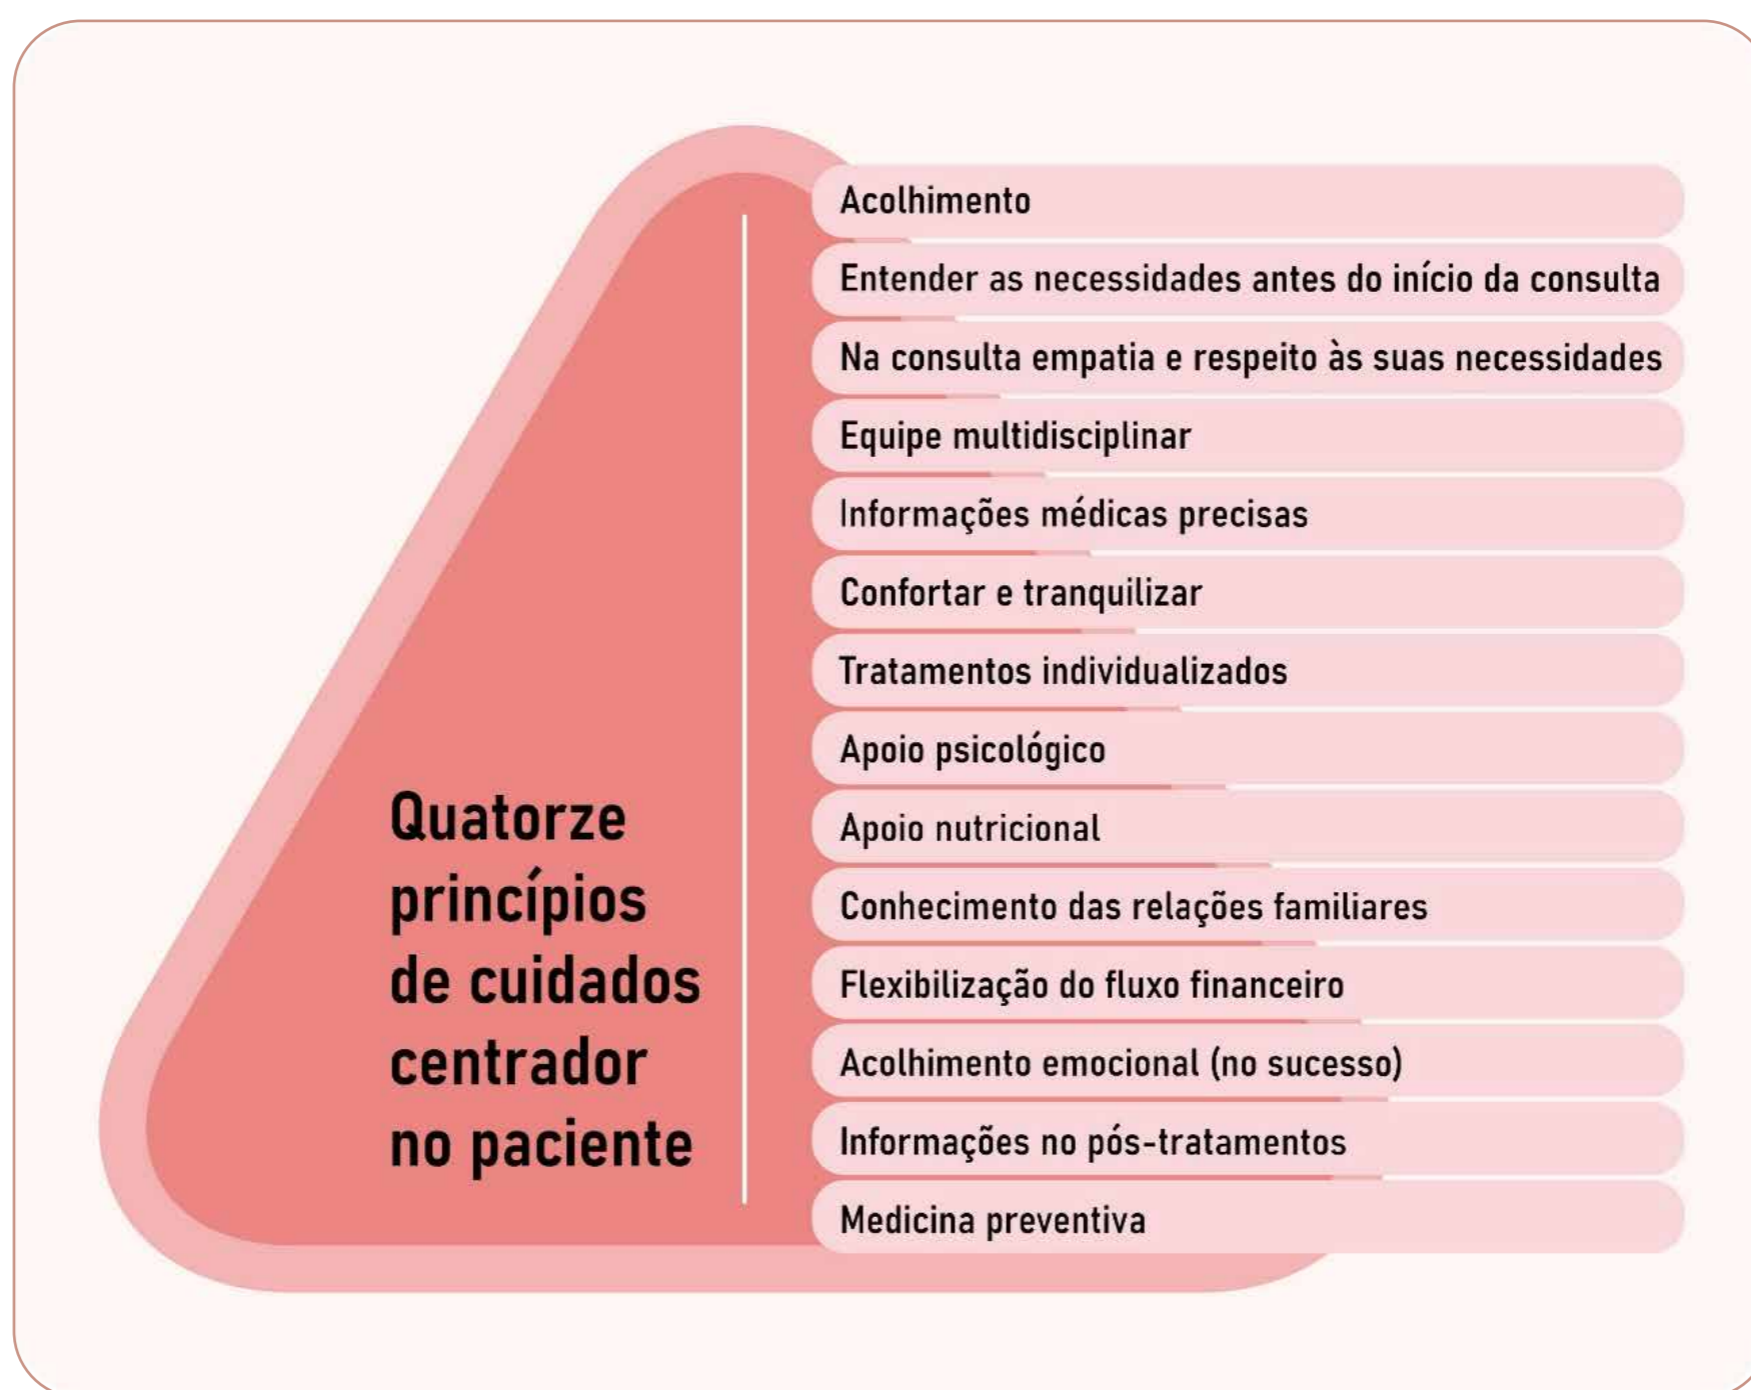 Quatorze
princípios
de cuidados
centrador
no paciente
Acolhimento
Entender as necessidades antes do início da consulta
Na consulta empatia e respeito às suas necessidades
Equipe multidisciplinar
Informações médicas precisas
Confortar e tranquilizar
Tratamentos individualizados
Apoio psicológico
Apoio nutricional
Conhecimento das relações familiares
Flexibilização do fluxo financeiro
Acolhimento emocional (no sucesso)
Informações no pós-tratamentos
Medicina preventiva